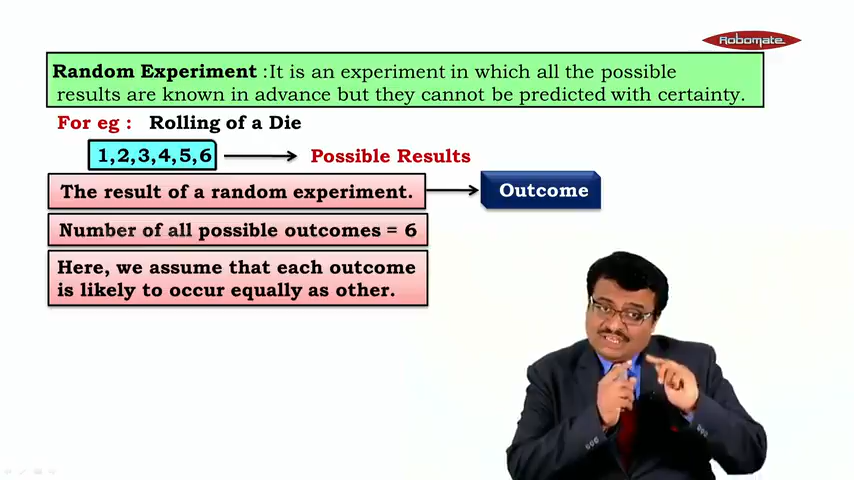 Robomate
Random Experiment :It is an experiment in which all the possible
results are known in advance but they cannot be predicted with certainty.
For eg : Rolling of a Die
1,2,3,4,5,6 Possible Results
The result of a random experiment. Outcome
Number of all possible outcomes = 6
Here, we assume that each outcome
is likely to occur equally as other.